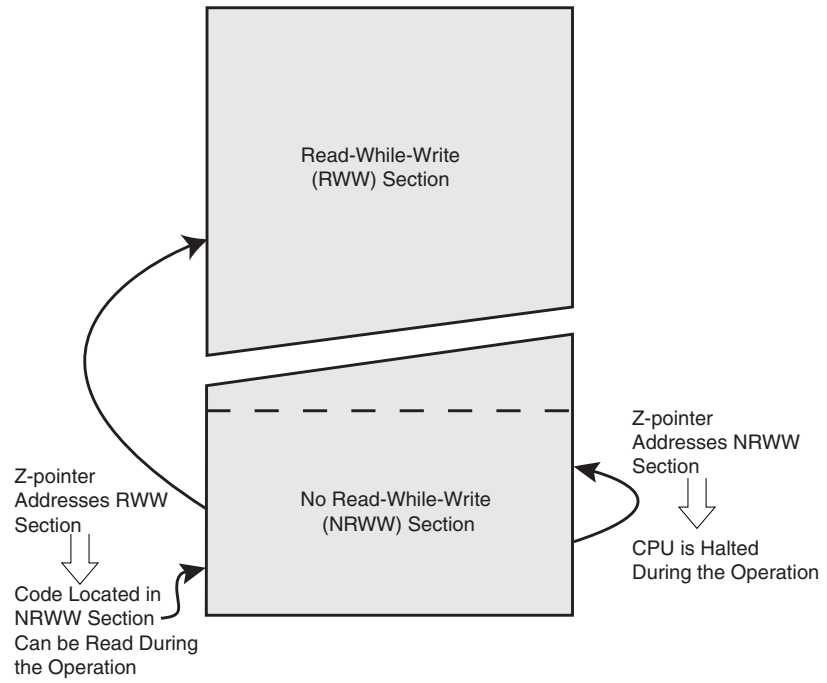 Read-While-Write
(RWW) Section
Z-pointer
Addresses NRWW
Section
CPU is Halted
During the Operation
No Read-While-Write
(NRWW) Section
Z-pointer
Addresses RWW
Section
Code Located in
NRWW Section
Can be Read During
the Operation